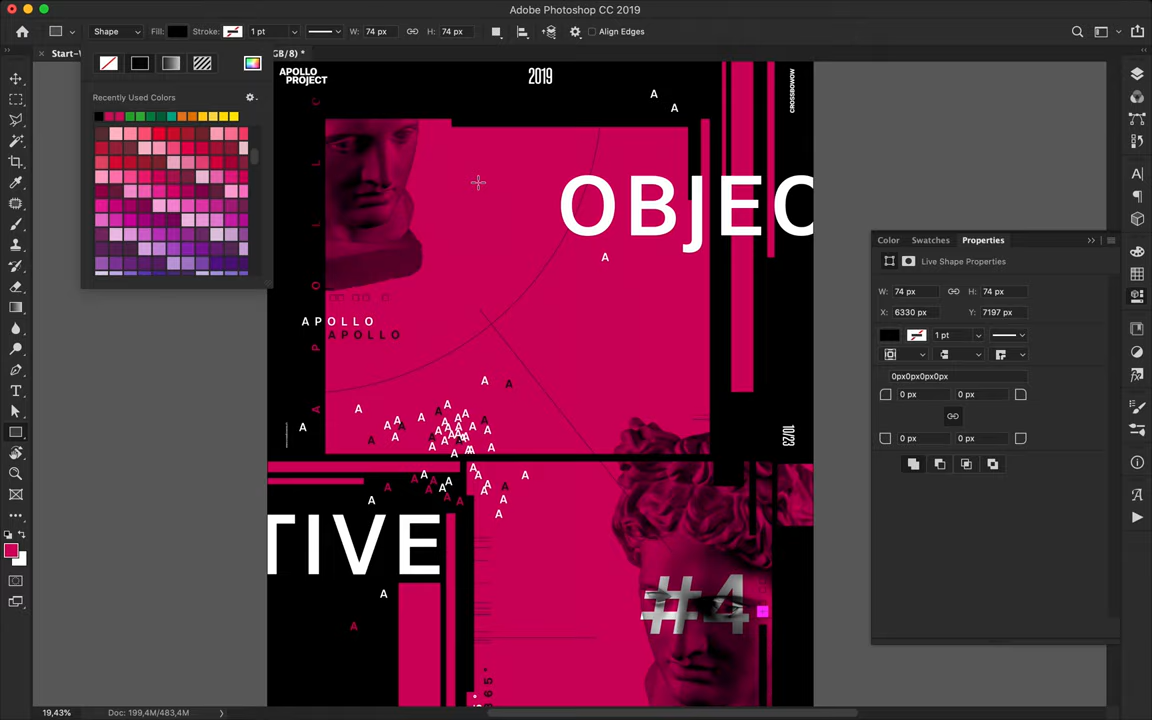 Adobe Photoshop CC 2019
Shape
Fill:
Stroke:
1 pt
W: 74 px
H: 74 px
Align Edges
Start-
GB/8) *
Recently Used Colors
APOLLO
PROJECT
2019
CROSSBOWOW
A
A
APOLLO
OBJEC
A
APOLLO
APOLLO
10/23
TIVE
#4
Color
Swatches
Properties
Live Shape Properties
W: 74 px
H: 74 px
X: 6330 px
Y: 7197 px
1 pt
0px0px0px0px
0 px
0 px
0 px
0 px
19,43%
Doc: 199,4M/483,4M